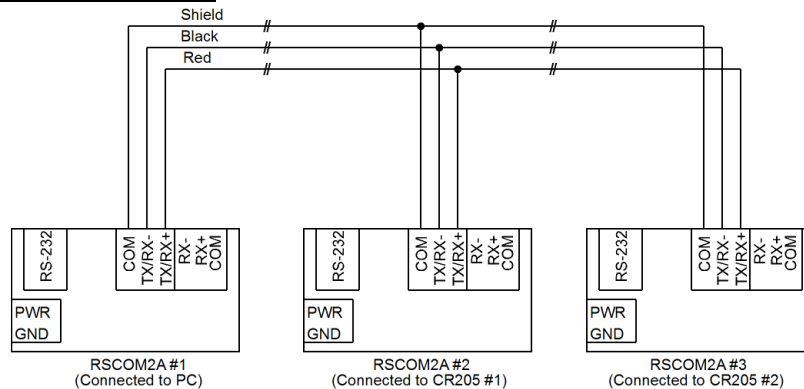 Shield
Black
Red
RS-232
COM
TX/RX-
TX/RX+
RX-
RX+
COM
PWR
GND
RSCOM2A #1
(Connected to PC)
RS-232
COM
TX/RX-
TX/RX+
RX-
RX+
COM
PWR
GND
RSCOM2A #2
(Connected to CR205 #1)
RS-232
COM
TX/RX-
TX/RX+
RX-
RX+
COM
PWR
GND
RSCOM2A #3
(Connected to CR205 #2)